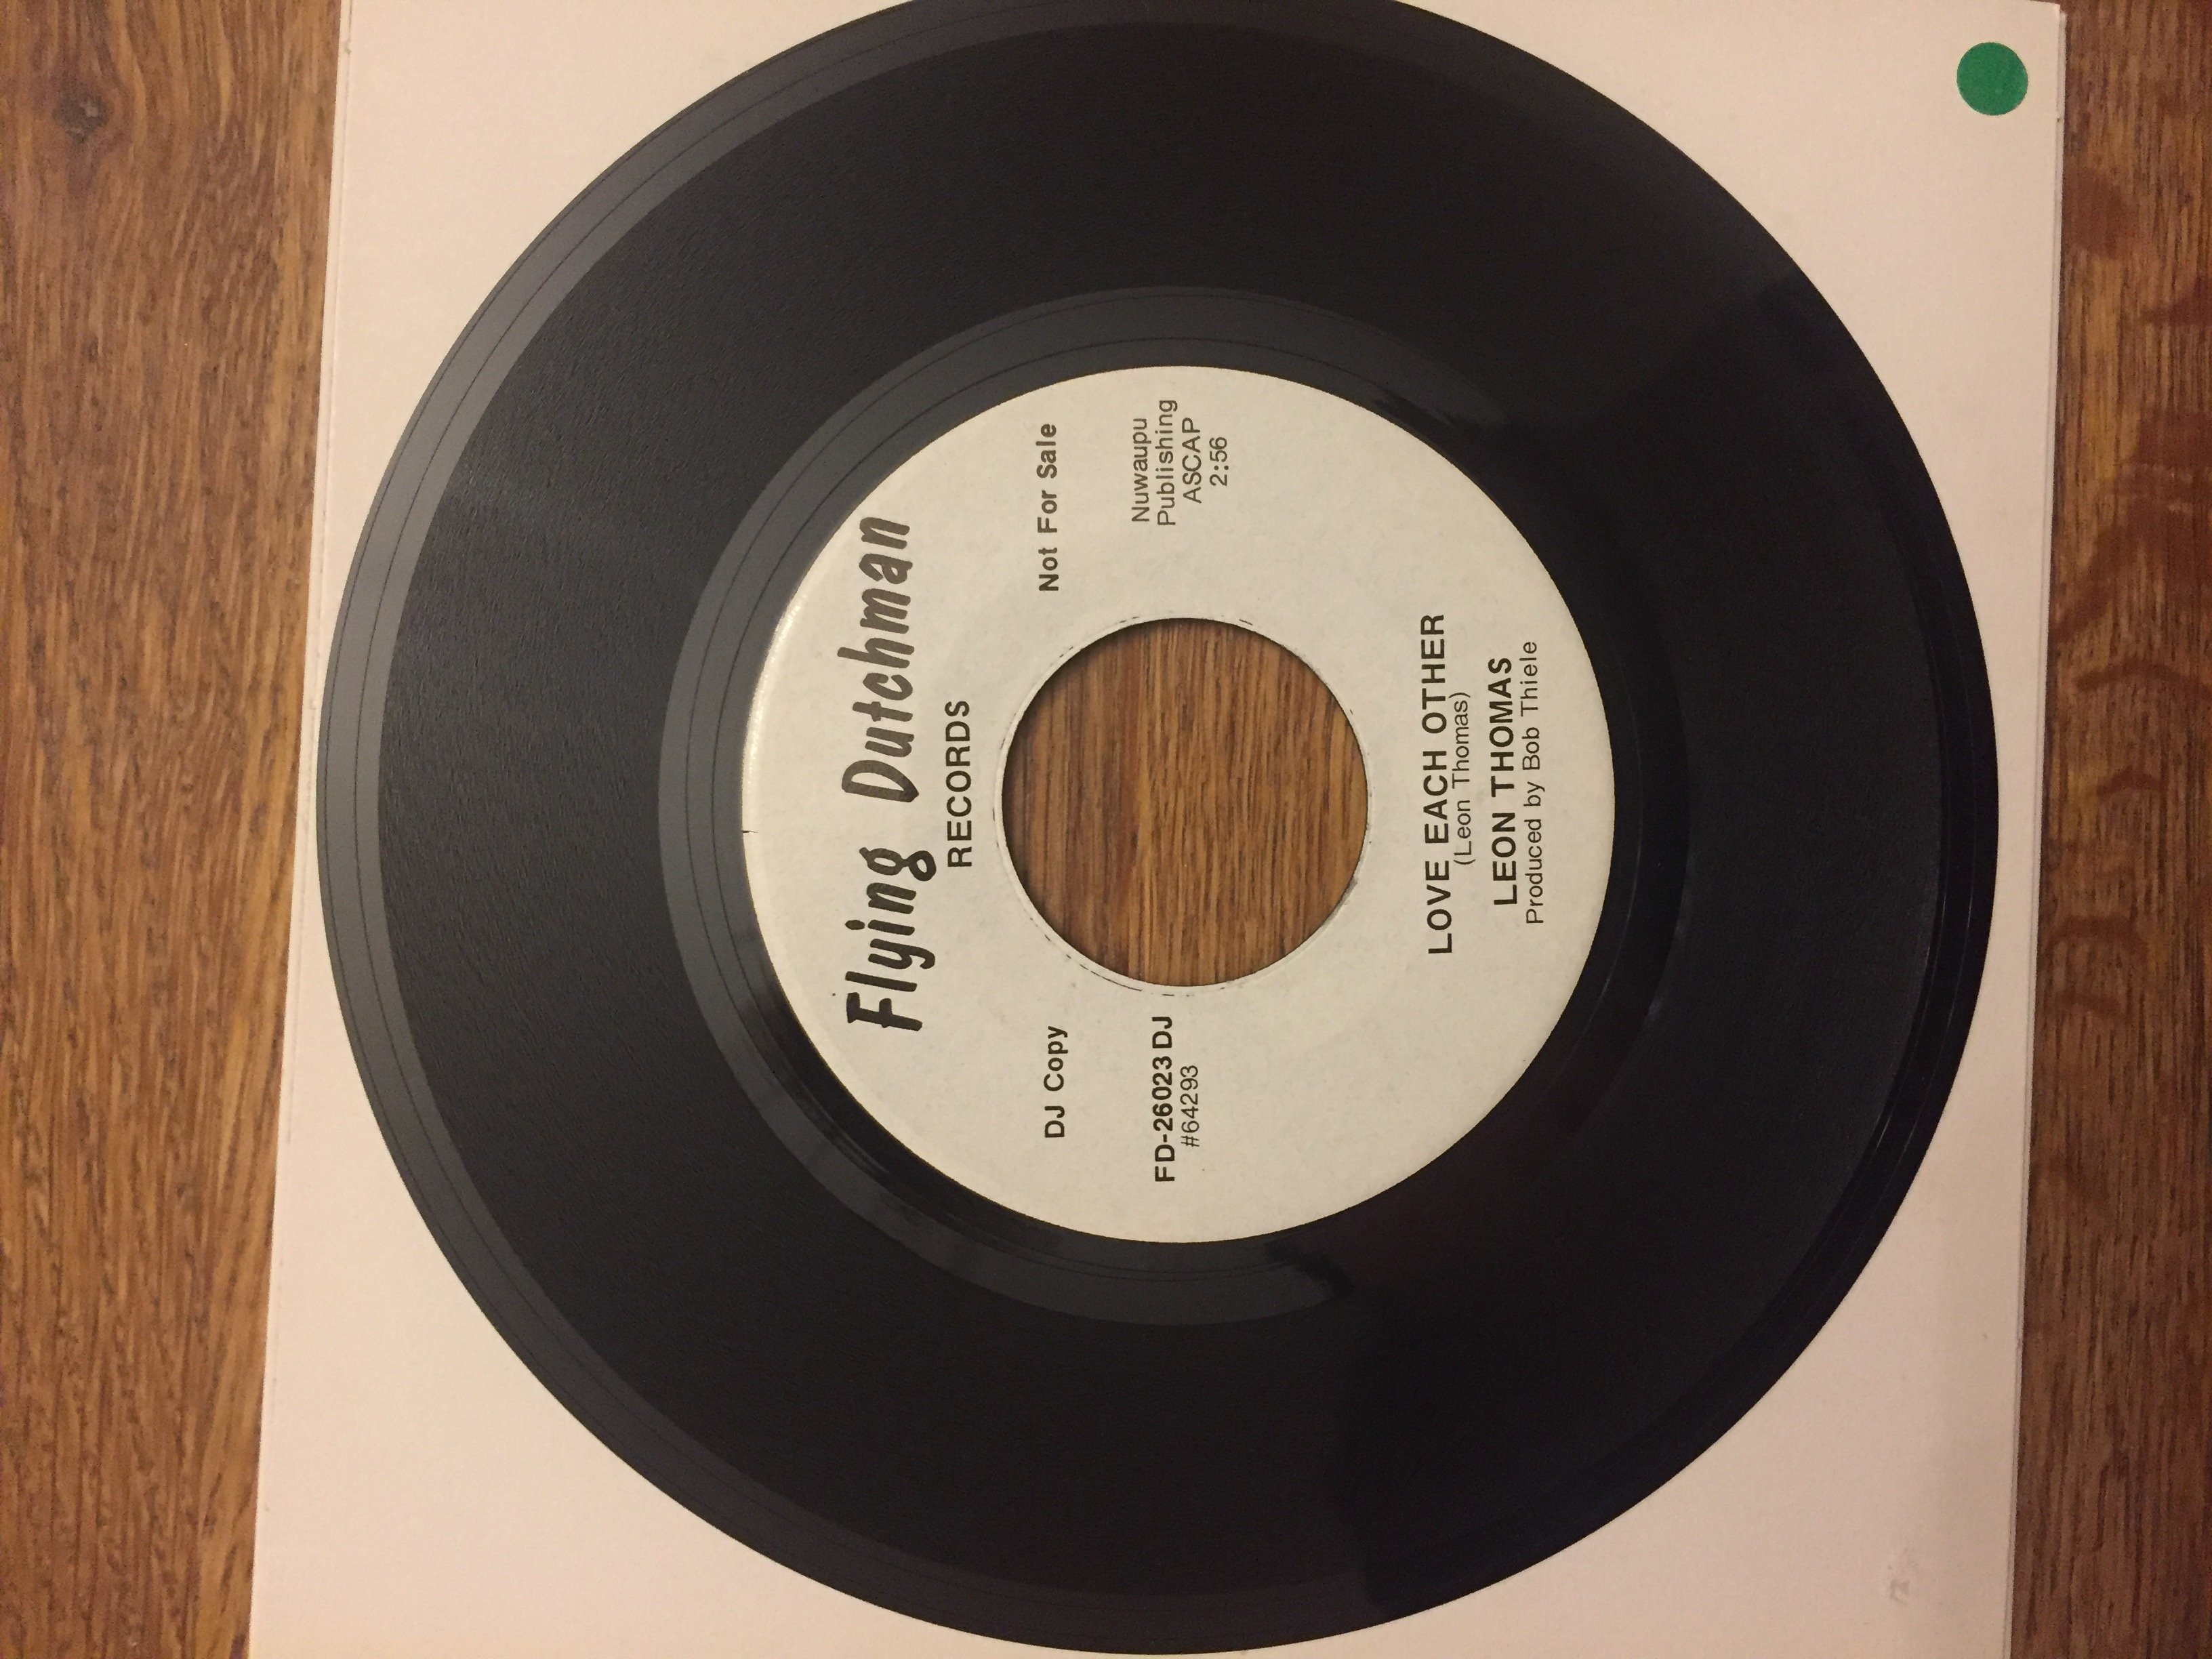 Flying Dutchman
RECORDS
DJ Copy
Not For Sale
FD-26023 DJ
#64293
Nuwaupu
Publishing
ASCAP
2:56
LOVE EACH OTHER
(Leon Thomas)
LEON THOMAS
Produced by Bob Thiele